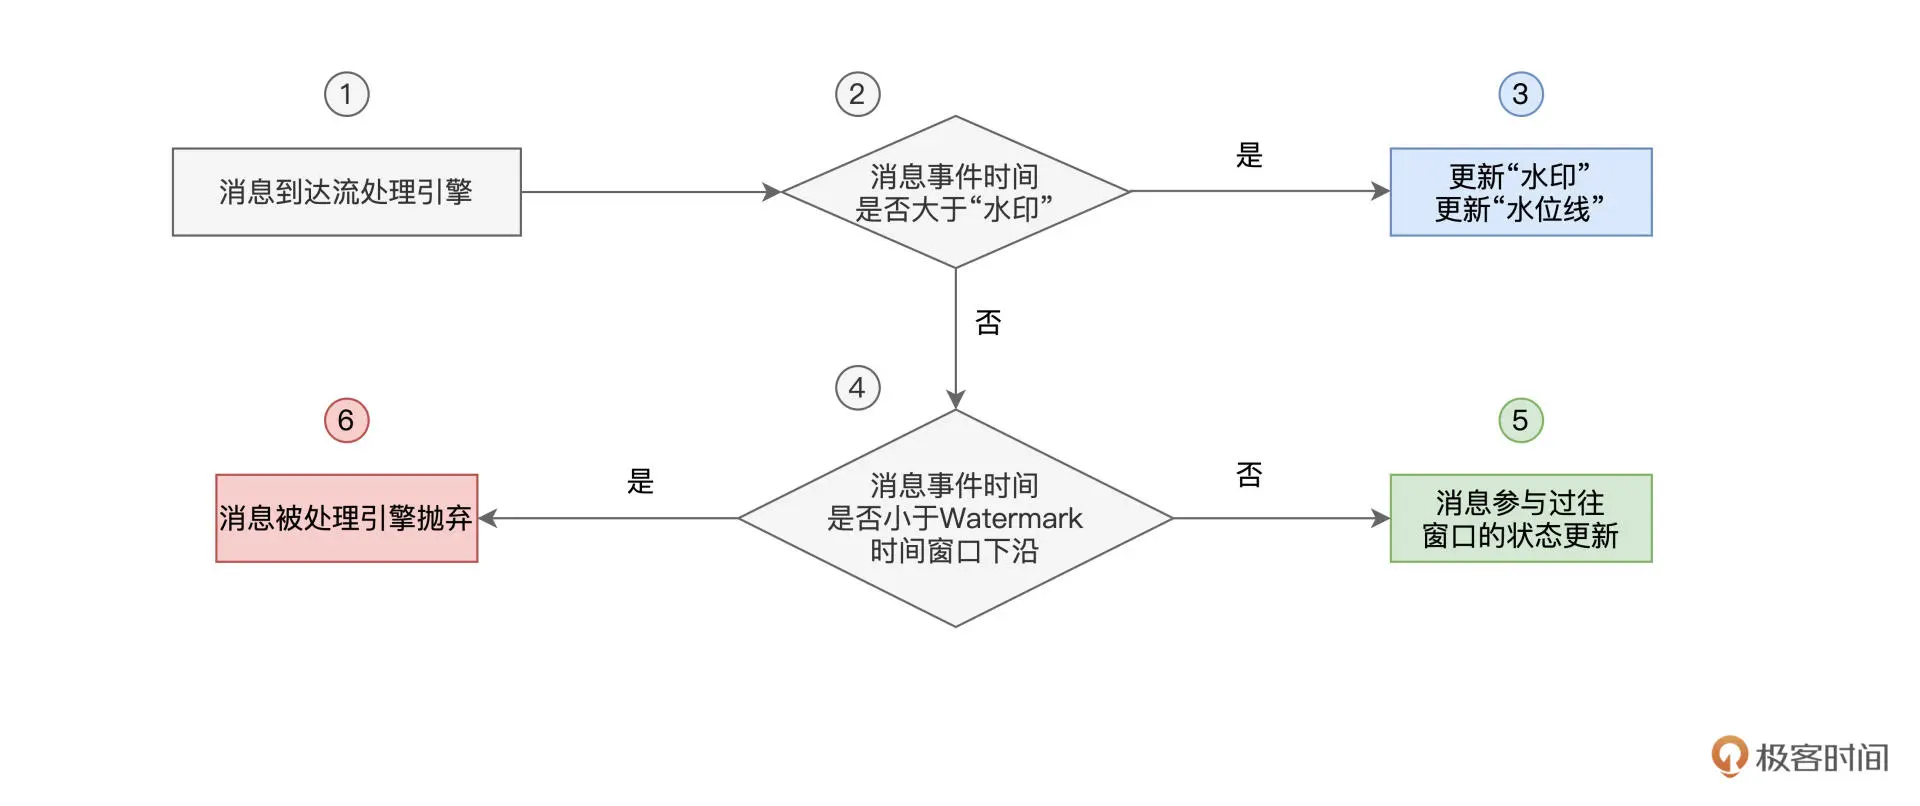 ①
消息到达流处理引擎
②
消息事件时间
是否大于“水印”
是
③
更新“水印”
更新“水位线”
否
④
消息事件时间
是否小于Watermark
时间窗口下沿
否
⑤
消息参与过往
窗口的状态更新
是
⑥
消息被处理引擎抛弃
极客时间